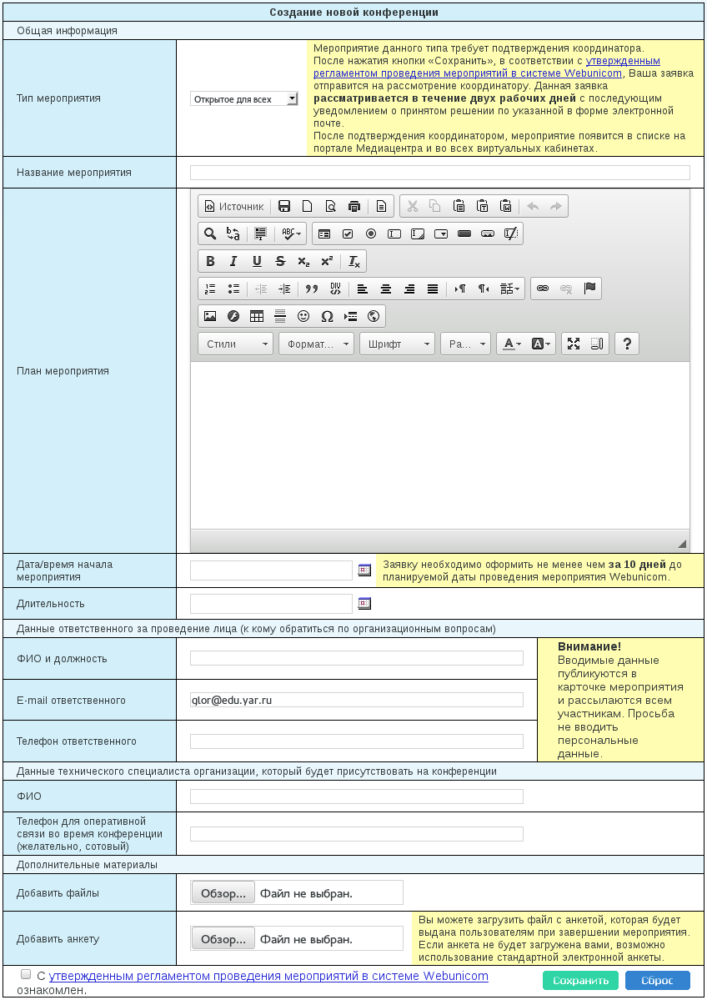 Создание новой конференции
Общая информация
Тип мероприятия
Открытое для всех
Мероприятие данного типа требует подтверждения координатора.
После нажатия кнопки «Сохранить», в соответствии с утвержденным
регламентом проведения мероприятий в системе Webunicom, Ваша заявка
отправится на рассмотрение координатору. Данная заявка
рассматривается в течение двух рабочих дней с последующим
уведомлением о принятом решении по указанной в форме электронной
почте.
После подтверждения координатором, мероприятие появится в списке на
портале Медиацентра и во всех виртуальных кабинетах.
Название мероприятия
План мероприятия
Источник
B I U S x₂ x² Tx
Стили Формат... Шрифт Ра... A A ?
Дата/время начала
мероприятия
Заявку необходимо оформить не менее чем за 10 дней до
планируемой даты проведения мероприятия Webunicom.
Длительность
Данные ответственного за проведение лица (к кому обратиться по организационным вопросам)
ФИО и должность
E-mail ответственного
glor@edu.yar.ru
Телефон ответственного
Внимание!
Вводимые данные
публикуются в
карточке мероприятия
и рассылаются всем
участникам. Просьба
не вводить
персональные
данные.
Данные технического специалиста организации, который будет присутствовать на конференции
ФИО
Телефон для оперативной
связи во время конференции
(желательно, сотовый)
Дополнительные материалы
Добавить файлы
Обзор... Файл не выбран.
Добавить анкету
Обзор... Файл не выбран.
Вы можете загрузить файл с анкетой, которая будет
выдана пользователям при завершении мероприятия.
Если анкета не будет загружена вами, возможно
использование стандартной электронной анкеты.
С утвержденным регламентом проведения мероприятий в системе Webunicom
ознакомлен.
Сохранить Сброс